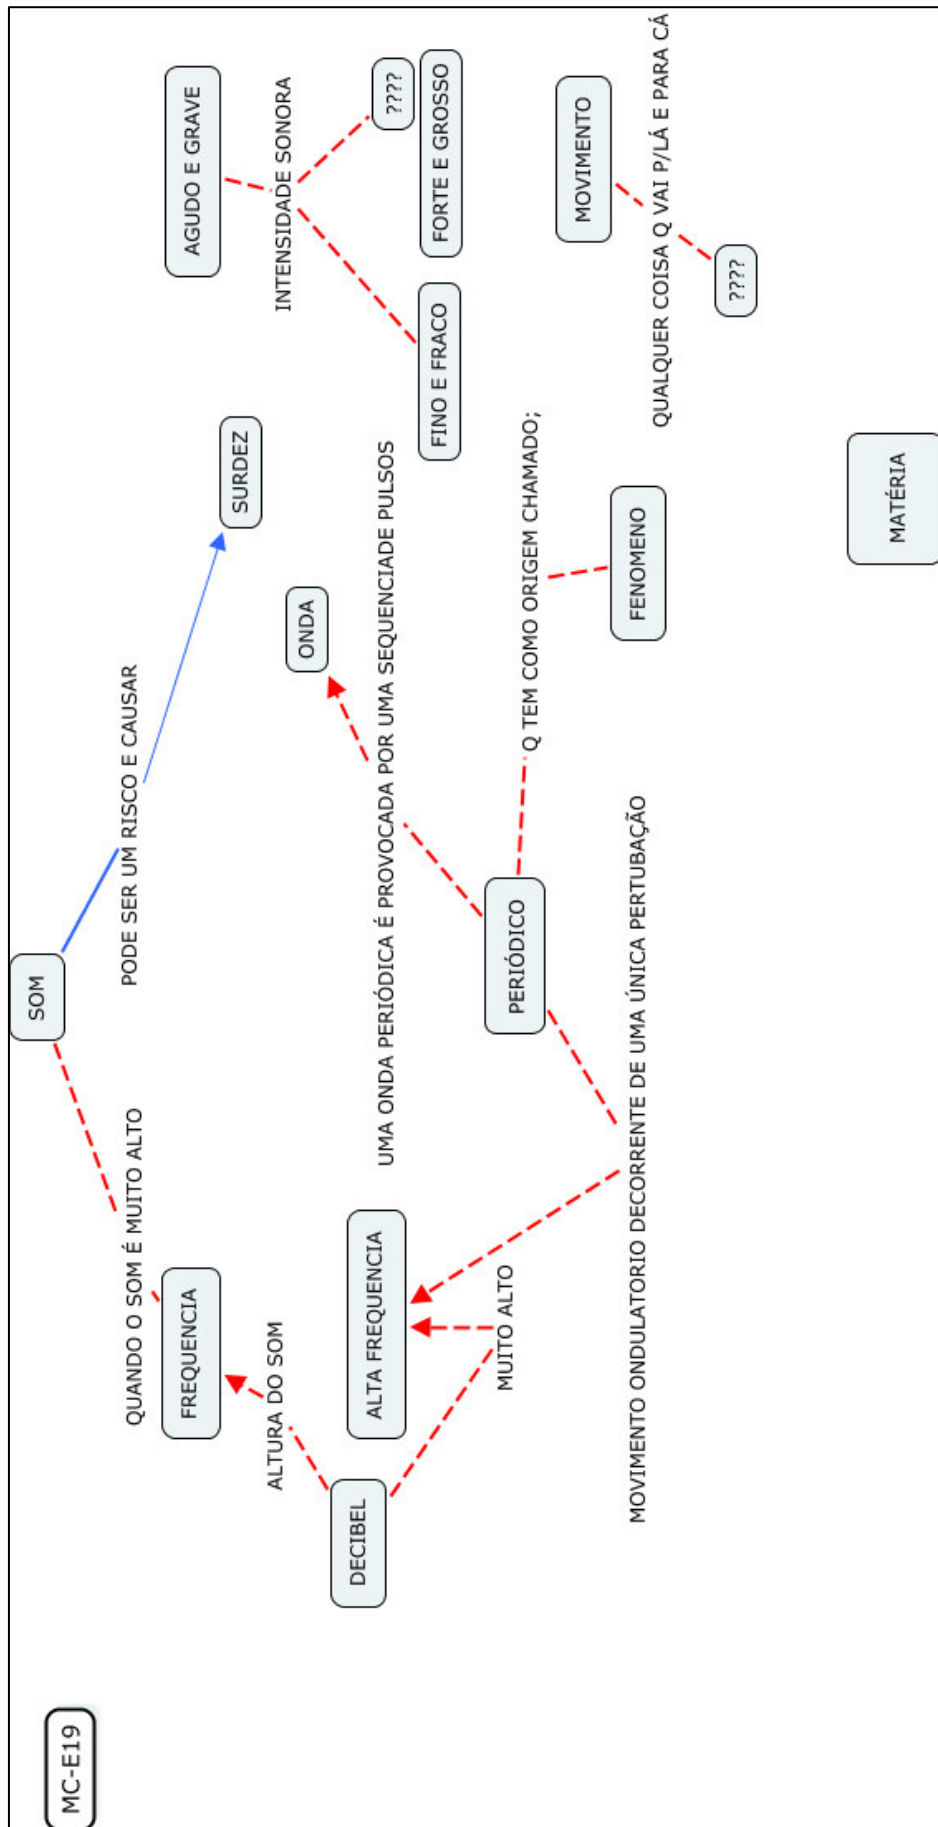 MC-E19
SOM
QUANDO O SOM É MUITO ALTO
PODE SER UM RISCO E CAUSAR
FREQUENCIA
SURDEZ
AGUDO E GRAVE
ALTURA DO SOM
ONDA
INTENSIDADE SONORA
DECIBEL
ALTA FREQUENCIA
UMA ONDA PERIÓDICA É PROVOCADA POR UMA SEQUENCIADE PULSOS
FINO E FRACO
FORTE E GROSSO
????
MUITO ALTO
PERIÓDICO
Q TEM COMO ORIGEM CHAMADO;
MOVIMENTO
MOVIMENTO ONDULATORIO DECORRENTE DE UMA ÚNICA PERTUBAÇÃO
FENOMENO
QUALQUER COISA Q VAI P/LÁ E PARA CÁ
????
MATÉRIA